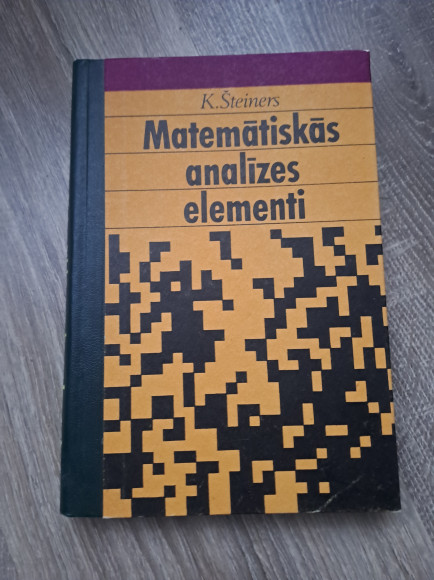 K.Šteiners
Matemātiskās
analīzes
elementi